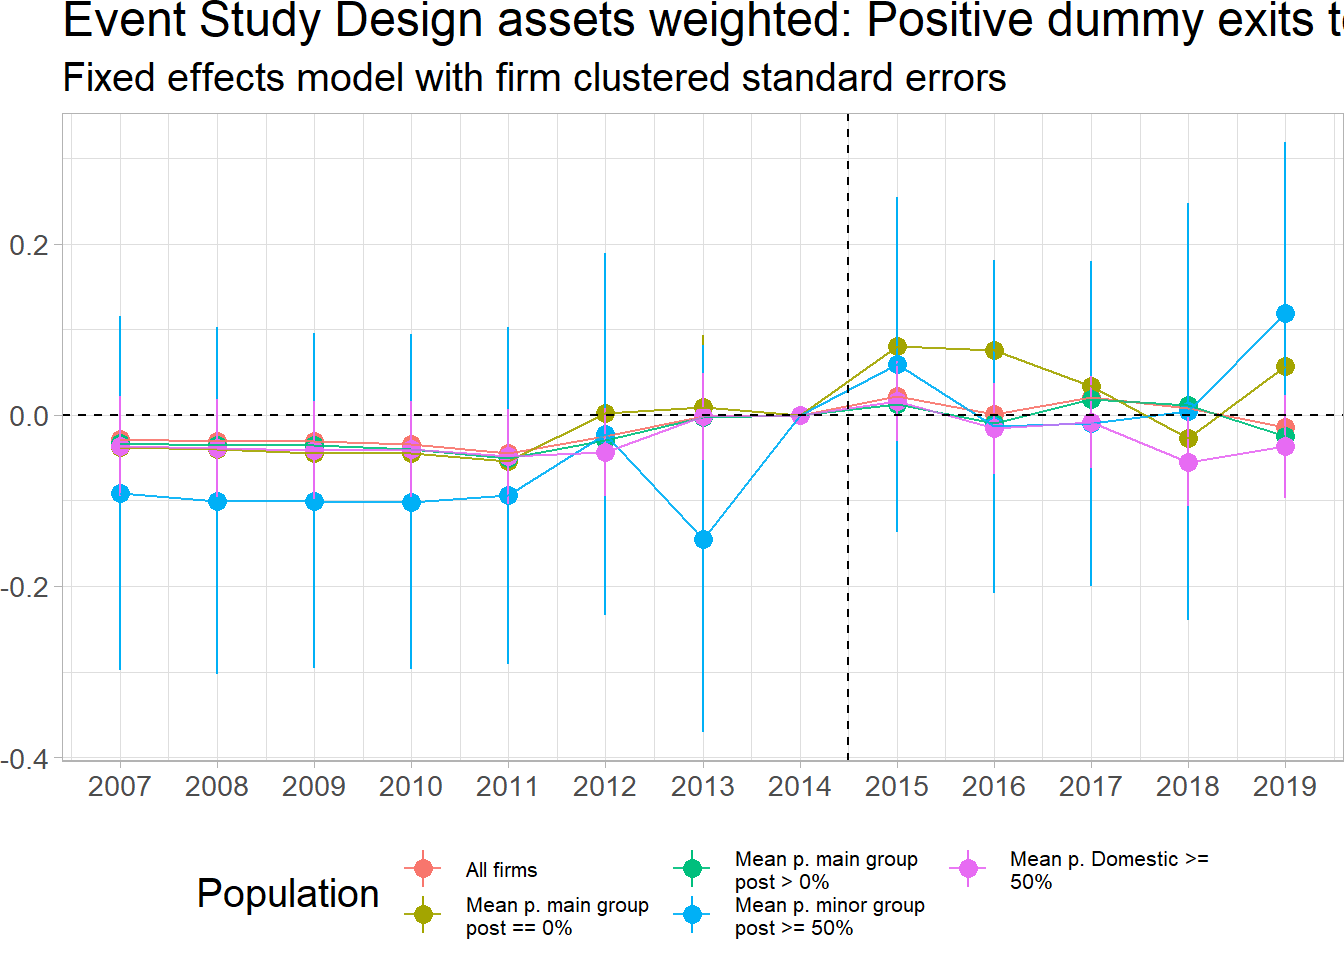 Event Study Design assets weighted: Positive dummy exits
Fixed effects model with firm clustered standard errors
0.2
0.0
-0.2
-0.4
2007 2008 2009 2010 2011 2012 2013 2014 2015 2016 2017 2018 2019
Population
All firms
Mean p. main group
post == 0%
Mean p. main group
post > 0%
Mean p. minor group
post >= 50%
Mean p. Domestic >=
50%